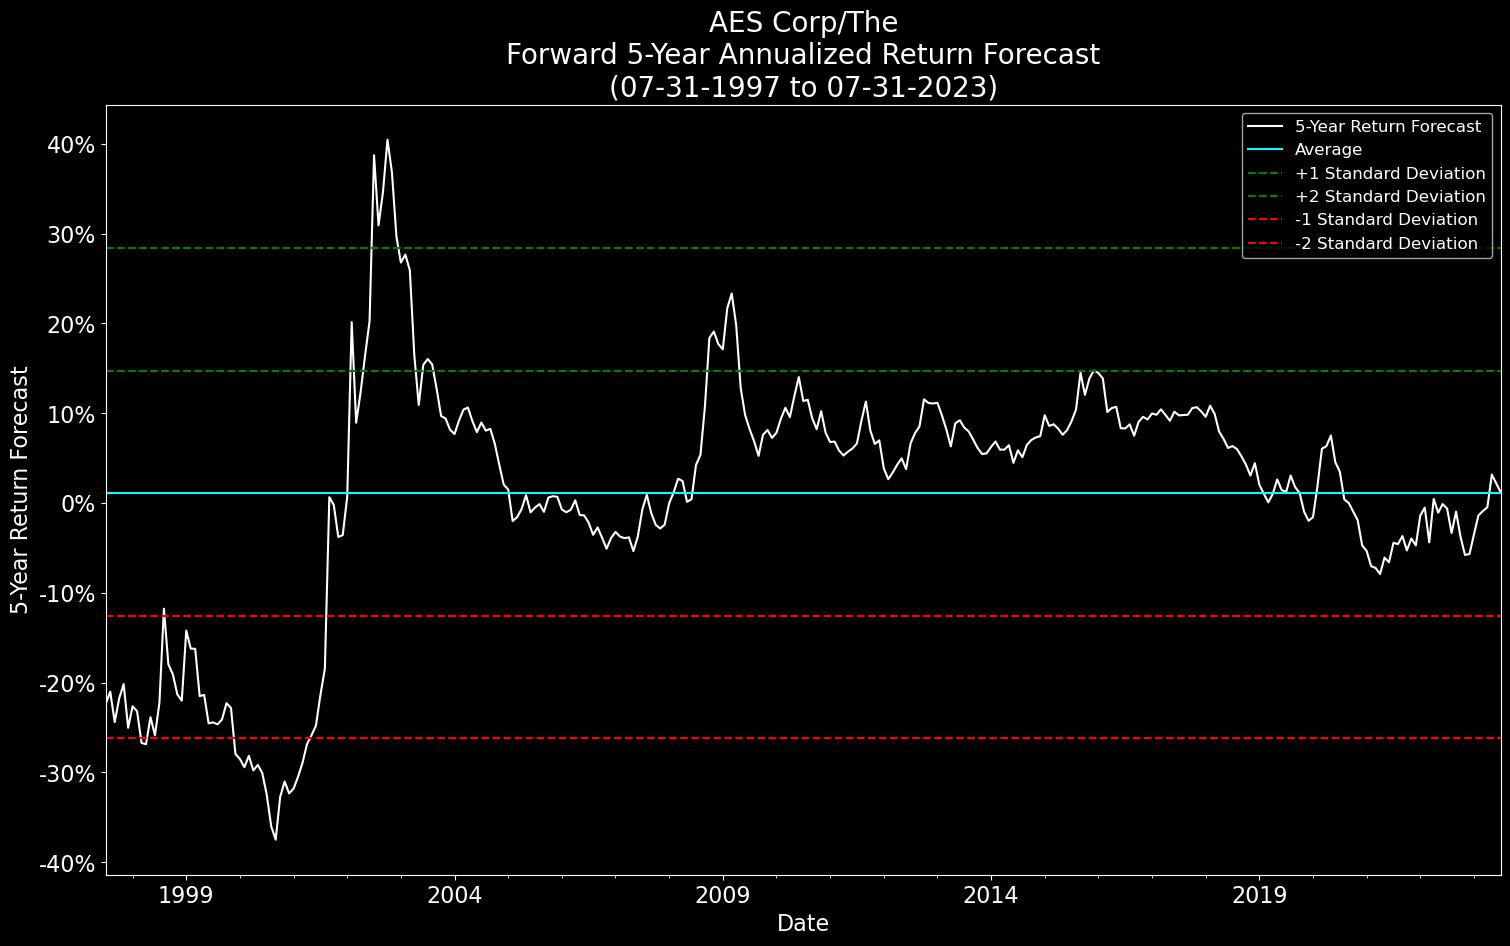 AES Corp/The
Forward 5-Year Annualized Return Forecast
(07-31-1997 to 07-31-2023)
5-Year Return Forecast
Average
+1 Standard Deviation
+2 Standard Deviation
-1 Standard Deviation
-2 Standard Deviation
5-Year Return Forecast
40%
30%
20%
10%
0%
-10%
-20%
-30%
-40%
1999 2004 2009 2014 2019
Date